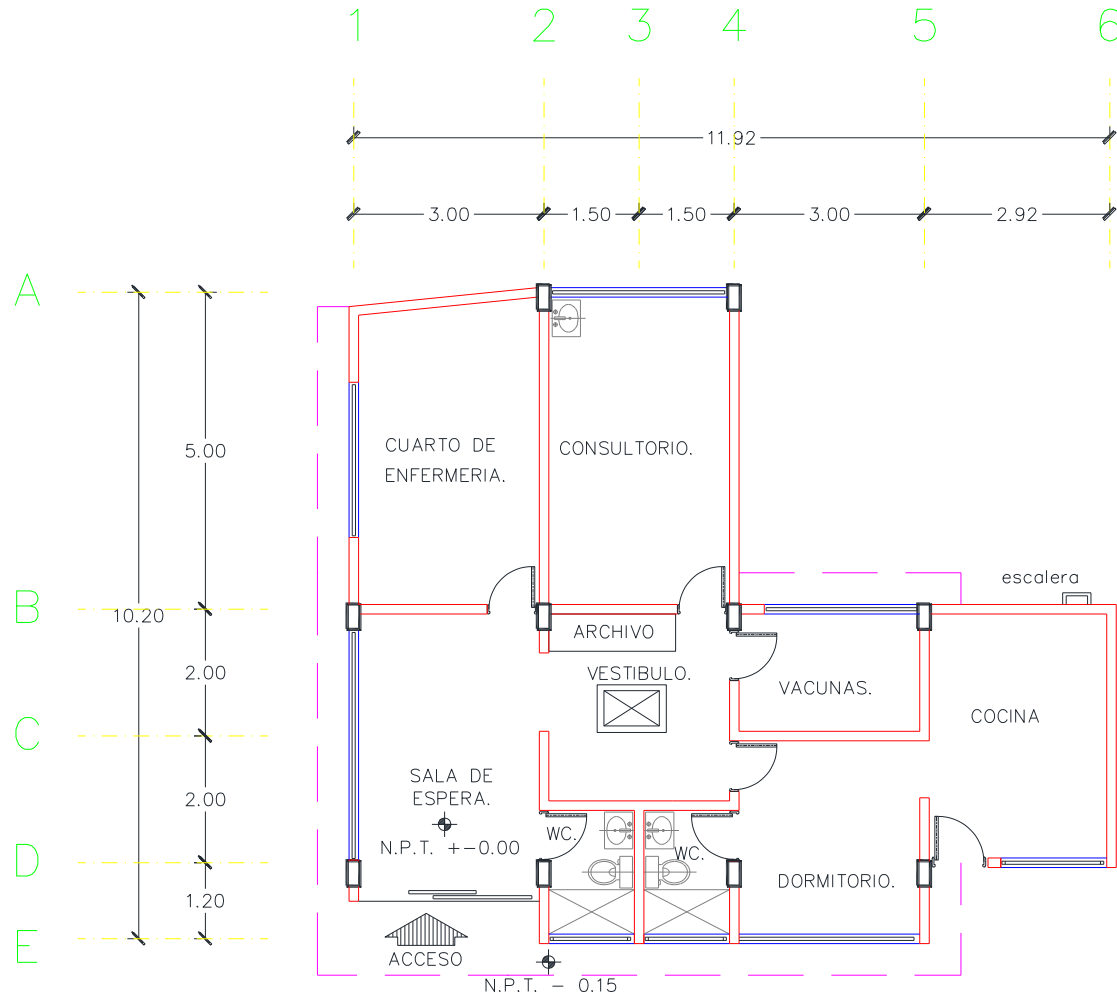 1 2 3 4 5 6
11.92
3.00 1.50 1.50 3.00 2.92
A
5.00
CUARTO DE
ENFERMERIA.
CONSULTORIO.
escalera
B
10.20
ARCHIVO
2.00
VESTIBULO.
VACUNAS.
C
COCINA
SALA DE
ESPERA.
2.00
WC.
N.P.T. +-0.00
WC.
D
DORMITORIO.
1.20
E
ACCESO
N.P.T. - 0.15